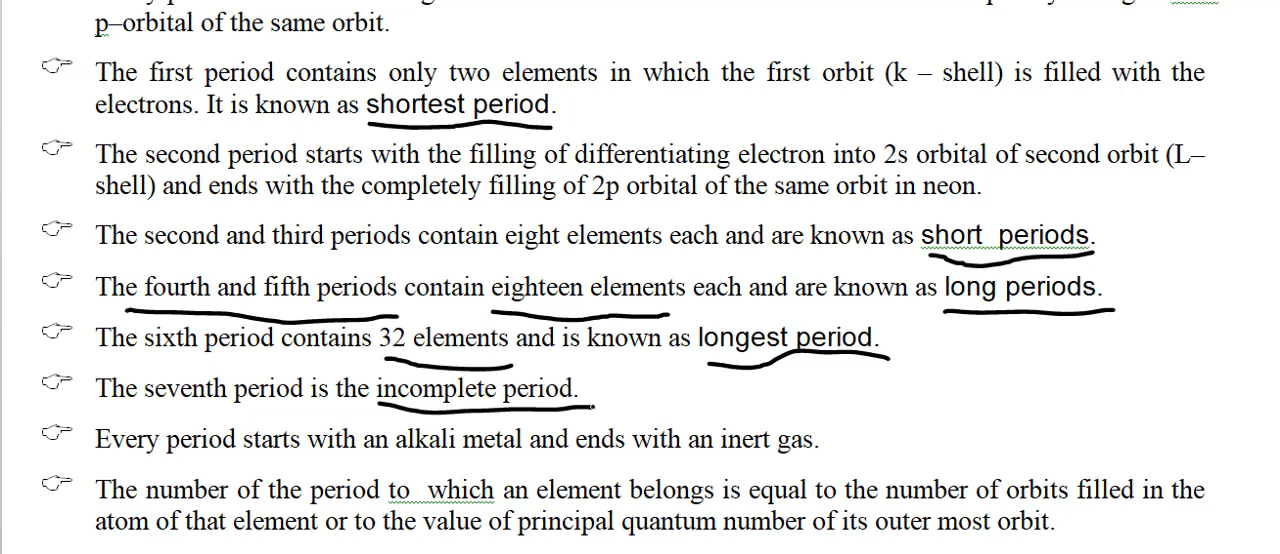 p–orbital of the same orbit.
The first period contains only two elements in which the first orbit (k – shell) is filled with the
electrons. It is known as shortest period.
The second period starts with the filling of differentiating electron into 2s orbital of second orbit (L–
shell) and ends with the completely filling of 2p orbital of the same orbit in neon.
The second and third periods contain eight elements each and are known as short periods.
The fourth and fifth periods contain eighteen elements each and are known as long periods.
The sixth period contains 32 elements and is known as longest period.
The seventh period is the incomplete period.
Every period starts with an alkali metal and ends with an inert gas.
The number of the period to which an element belongs is equal to the number of orbits filled in the
atom of that element or to the value of principal quantum number of its outer most orbit.